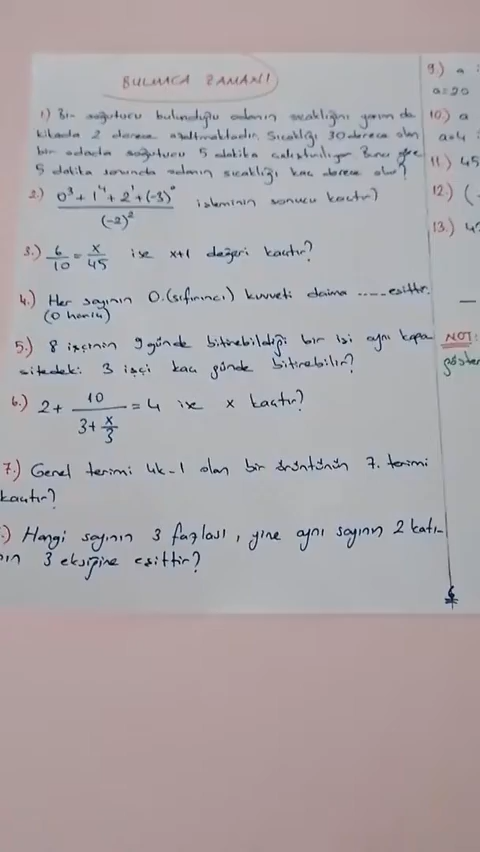 BULMACA ZAMANI
1) Bir soğutucu bulunduğu odanın sıcaklığını yarım da
kikada 2 derece azaltmaktadır. Sıcaklığı 30 derece olan
bir odada soğutucu 5 dakika çalıştırılıyor. Buna göre
5 dakika sonunda odanın sıcaklığı kaç derece olur?
2.) (0³ + 1⁴ + 2¹ + (-3)⁰) / (-2)² işleminin sonucu kaçtır?
3.) 6/10 = x/45 ise x+1 değeri kaçtır?
4.) Her sayının 0.(sıfırıncı) kuvveti daima .... eşittir.
(0 hariç)
5.) 8 işçinin 9 günde bitirebildiği bir işi aynı kapa
sitedeki 3 işçi kaç günde bitirebilir?
6.) 2 + 10/(3 + x/3) = 4 ise x kaçtır?
7.) Genel terimi 4k-1 olan bir örüntünün 7. terimi
kaçtır?
.) Hangi sayının 3 fazlası, yine aynı sayının 2 katı-
nın 3 eksiğine eşittir?
9.) a
a=20
10.) a
a=4
11.) 45
12.) (-
13.)
NOT:
göster
6